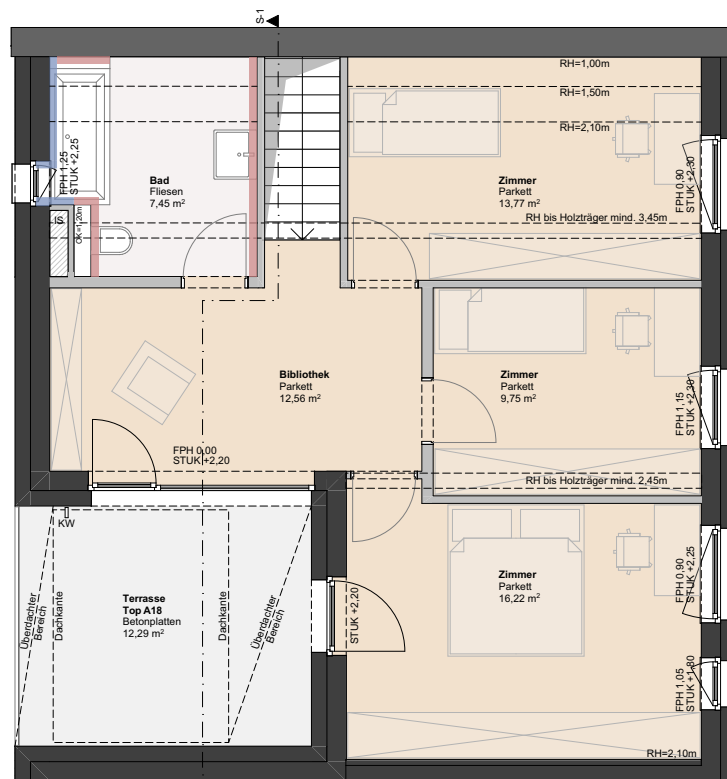 S-1
RH=1,00m
RH=1,50m
RH=2,10m
FPH 1,25
STUK +2,25
Bad
Fliesen
7,45 m²
Zimmer
Parkett
13,77 m²
FPH 0,90
STUK +2,30
IS
OK=1,20m
RH bis Holzträger mind. 3,45m
Bibliothek
Parkett
12,56 m²
Zimmer
Parkett
9,75 m²
FPH 1,15
STUK +2,30
FPH 0,00
STUK +2,20
RH bis Holzträger mind. 2,45m
KW
Überdachter
Bereich
Dachkante
Terrasse
Top A18
Betonplatten
12,29 m²
Dachkante
Überdachter
Bereich
STUK +2,20
Zimmer
Parkett
16,22 m²
FPH 0,90
STUK +2,25
FPH 1,05
STUK +1,80
RH=2,10m